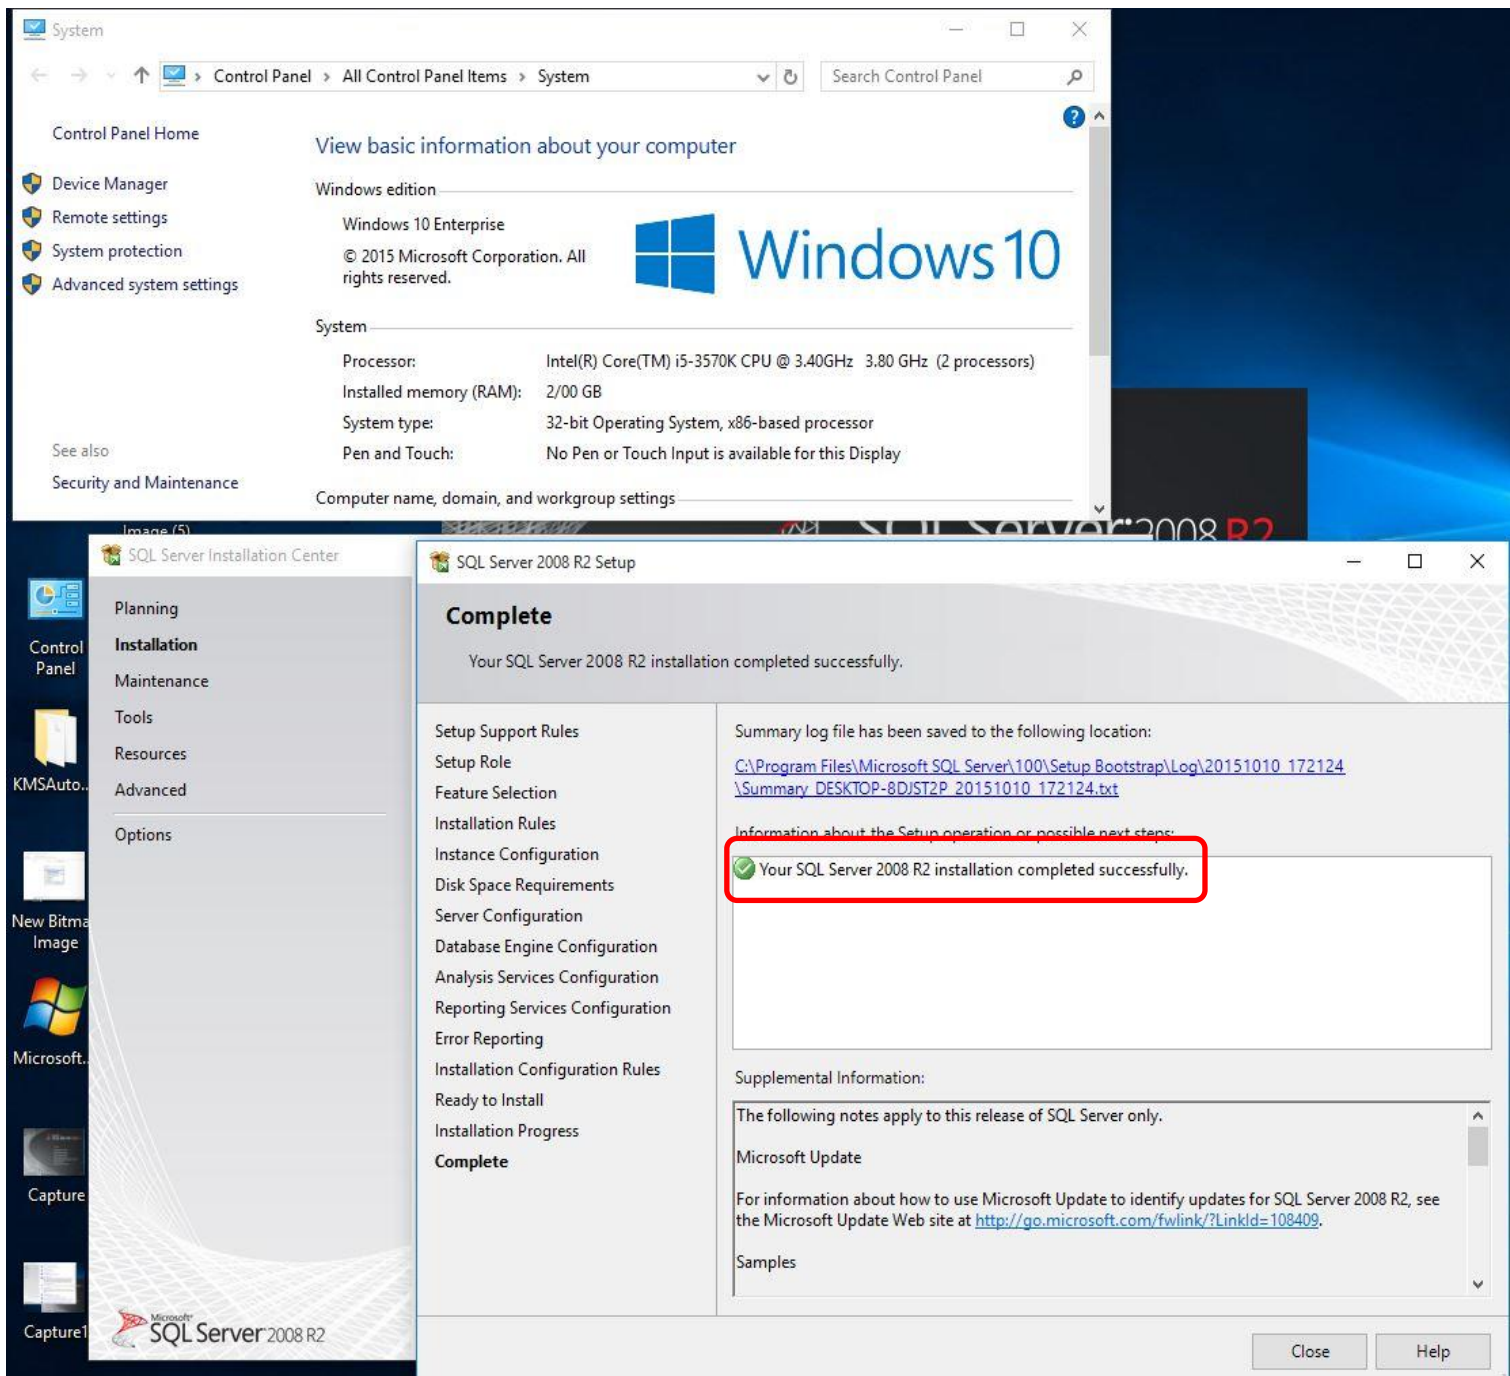 System
Control Panel > All Control Panel Items > System
Search Control Panel
Control Panel Home
Device Manager
Remote settings
System protection
Advanced system settings
See also
Security and Maintenance
View basic information about your computer
Windows edition
Windows 10 Enterprise
© 2015 Microsoft Corporation. All
rights reserved.
Windows 10
System
Processor: Intel(R) Core(TM) i5-3570K CPU @ 3.40GHz 3.80 GHz (2 processors)
Installed memory (RAM): 2/00 GB
System type: 32-bit Operating System, x86-based processor
Pen and Touch: No Pen or Touch Input is available for this Display
Computer name, domain, and workgroup settings
Image (5)
SQL Server 2008 R2
Control
Panel
KMSAuto..
New Bitma
Image
Microsoft..
Capture
Capture1
SQL Server Installation Center
Planning
Installation
Maintenance
Tools
Resources
Advanced
Options
Microsoft
SQL Server 2008 R2
SQL Server 2008 R2 Setup
Complete
Your SQL Server 2008 R2 installation completed successfully.
Setup Support Rules
Setup Role
Feature Selection
Installation Rules
Instance Configuration
Disk Space Requirements
Server Configuration
Database Engine Configuration
Analysis Services Configuration
Reporting Services Configuration
Error Reporting
Installation Configuration Rules
Ready to Install
Installation Progress
Complete
Summary log file has been saved to the following location:
C:\Program Files\Microsoft SQL Server\100\Setup Bootstrap\Log\20151010_172124
\Summary_DESKTOP-8DJST2P_20151010_172124.txt
Information about the Setup operation or possible next steps:
Your SQL Server 2008 R2 installation completed successfully.
Supplemental Information:
The following notes apply to this release of SQL Server only.
Microsoft Update
For information about how to use Microsoft Update to identify updates for SQL Server 2008 R2, see
the Microsoft Update Web site at http://go.microsoft.com/fwlink/?LinkId=108409.
Samples
Close
Help